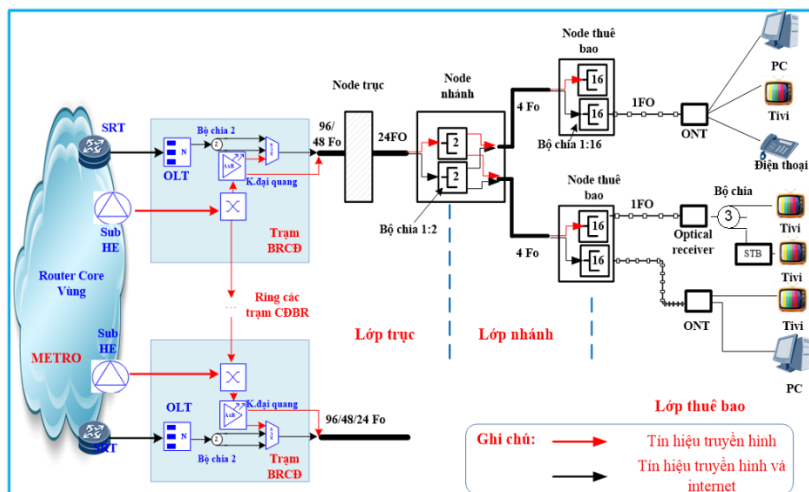 Node thuê
bao
Node trục
Node
nhánh
16
16
4 Fo
1FO
PC
Tivi
Điện thoại
ONT
Bộ chia 1:16
SRT
Bộ chia 2
96/
48 Fo
24FO
N
2
OLT
K.đại quang
2
2
Bộ chia 1:2
Sub
HE
Trạm
BRCĐ
Node thuê
bao
16
16
4 Fo
1FO
Optical
receiver
Bộ chia
3
STB
Tivi
Tivi
Router Core
Vùng
Ring các
trạm CĐBR
...
Lớp trục
Lớp nhánh
ONT
Tivi
PC
Sub
HE
METRO
K.đại quang
OLT
N
2
Bộ chia 2
96/48/24 Fo
Trạm
BRCĐ
Lớp thuê bao
Ghi chú:
Tín hiệu truyền hình
Tín hiệu truyền hình và
internet